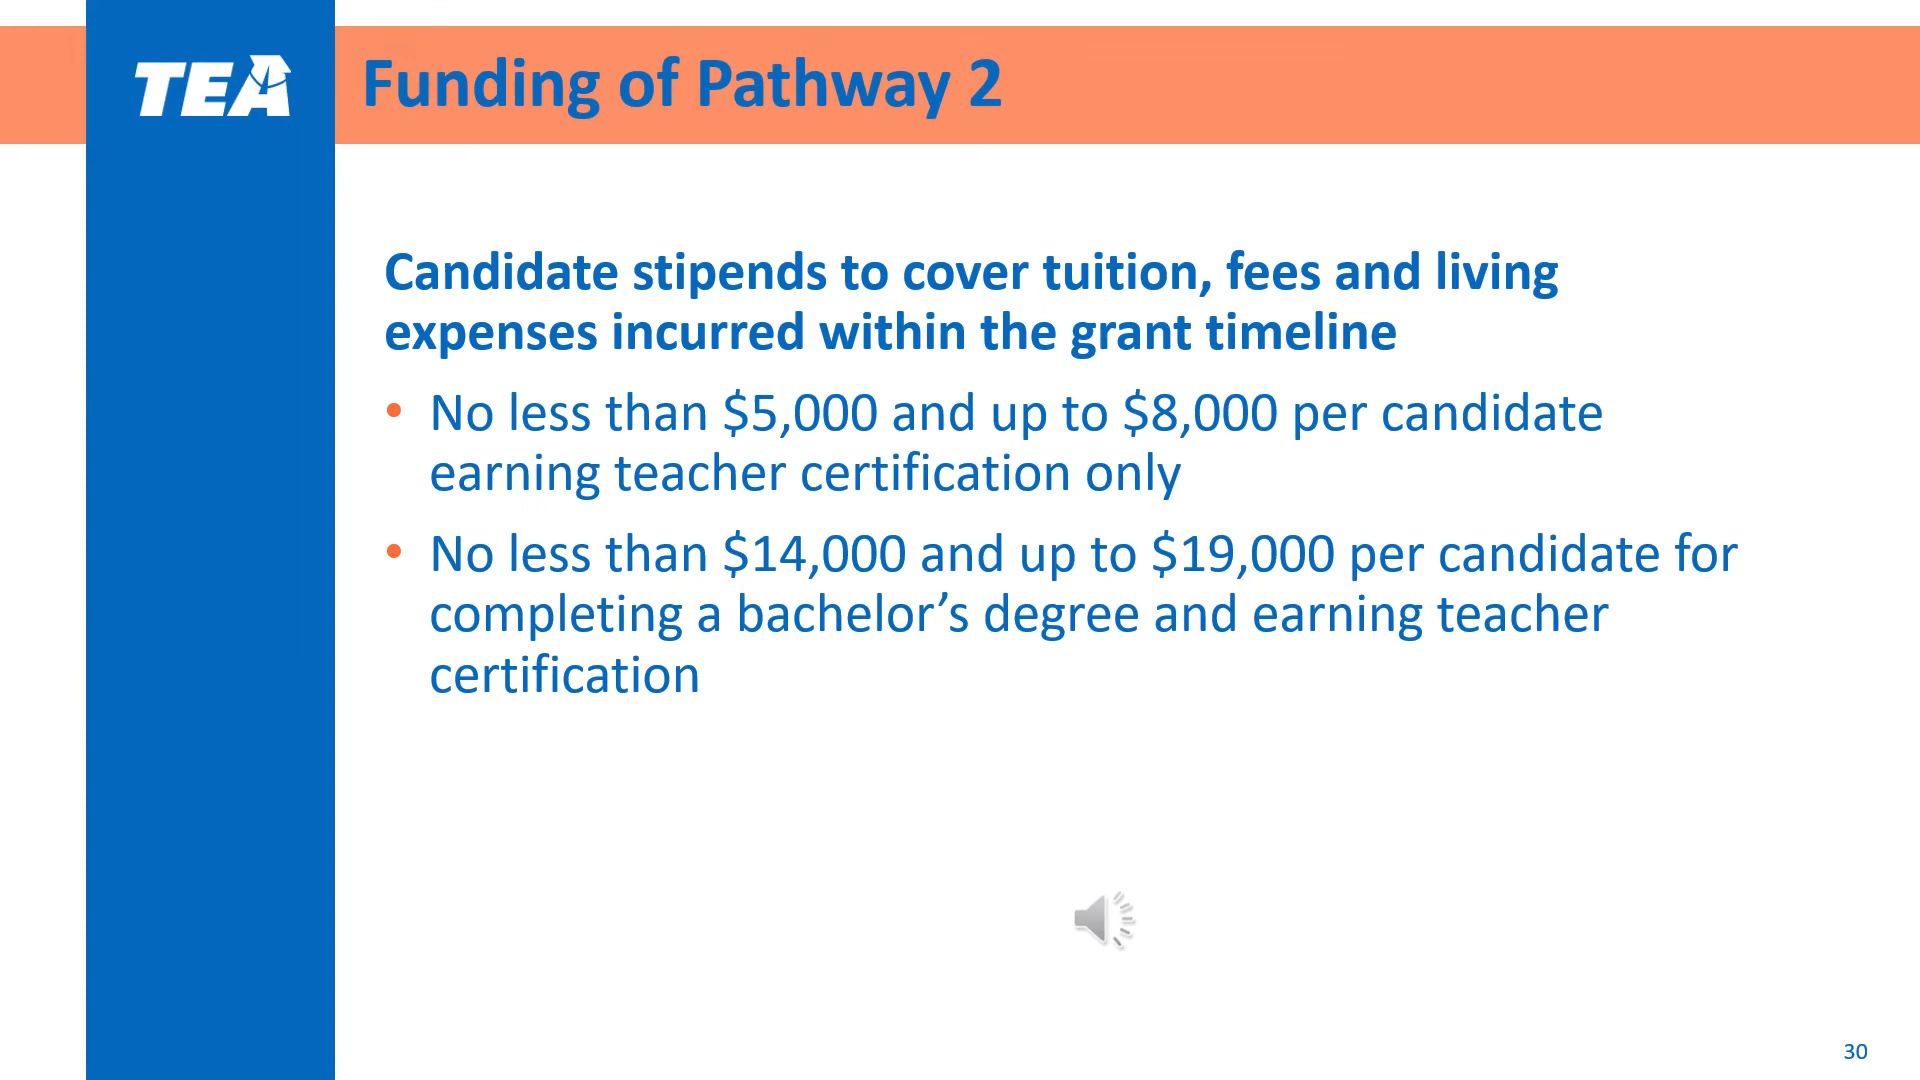 TEA
Funding of Pathway 2
Candidate stipends to cover tuition, fees and living
expenses incurred within the grant timeline
• No less than $5,000 and up to $8,000 per candidate
earning teacher certification only
• No less than $14,000 and up to $19,000 per candidate for
completing a bachelor’s degree and earning teacher
certification
30